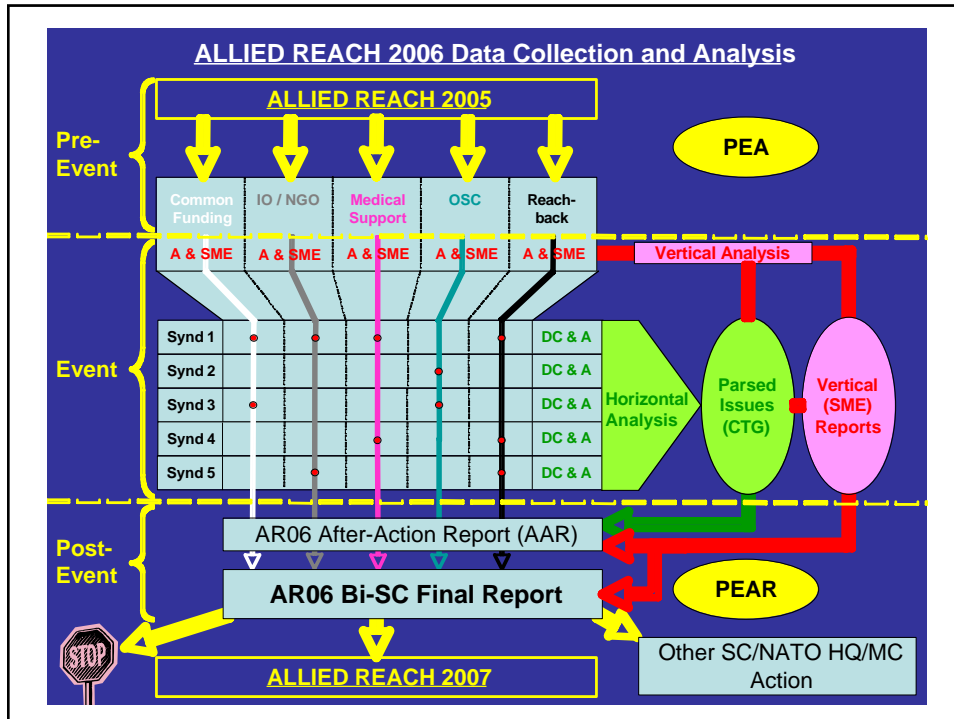 ALLIED REACH 2006 Data Collection and Analysis
ALLIED REACH 2005
Pre-
Event
PEA
Common
Funding
IO / NGO
Medical
Support
OSC
Reach-
back
A & SME
A & SME
A & SME
A & SME
A & SME
Vertical Analysis
Event
Synd 1
DC & A
Synd 2
DC & A
Synd 3
DC & A
Synd 4
DC & A
Synd 5
DC & A
Horizontal
Analysis
Parsed
Issues
(CTG)
Vertical
(SME)
Reports
Post-
Event
AR06 After-Action Report (AAR)
AR06 Bi-SC Final Report
PEAR
STOP
ALLIED REACH 2007
Other SC/NATO HQ/MC
Action